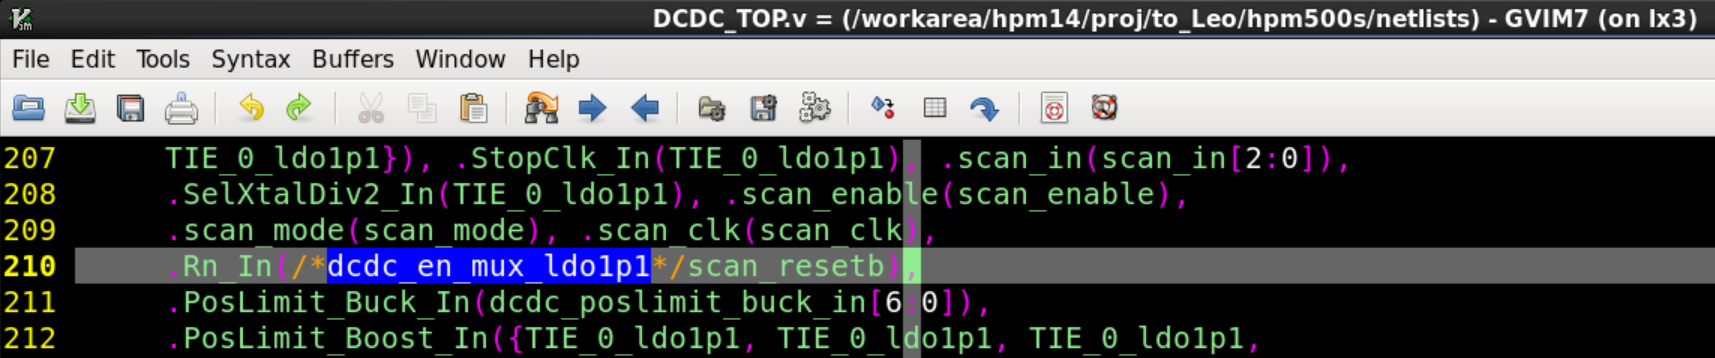 DCDC_TOP.v = (/workarea/hpm14/proj/to_Leo/hpm500s/netlists) - GVIM7 (on lx3)
File Edit Tools Syntax Buffers Window Help
207 TIE_0_ldo1p1}), .StopClk_In(TIE_0_ldo1p1), .scan_in(scan_in[2:0]),
208 .SelXtalDiv2_In(TIE_0_ldo1p1), .scan_enable(scan_enable),
209 .scan_mode(scan_mode), .scan_clk(scan_clk),
210 .Rn_In(/*dcdc_en_mux_ldo1p1*/scan_resetb),
211 .PosLimit_Buck_In(dcdc_poslimit_buck_in[6:0]),
212 .PosLimit_Boost_In({TIE_0_ldo1p1, TIE_0_ldo1p1, TIE_0_ldo1p1,